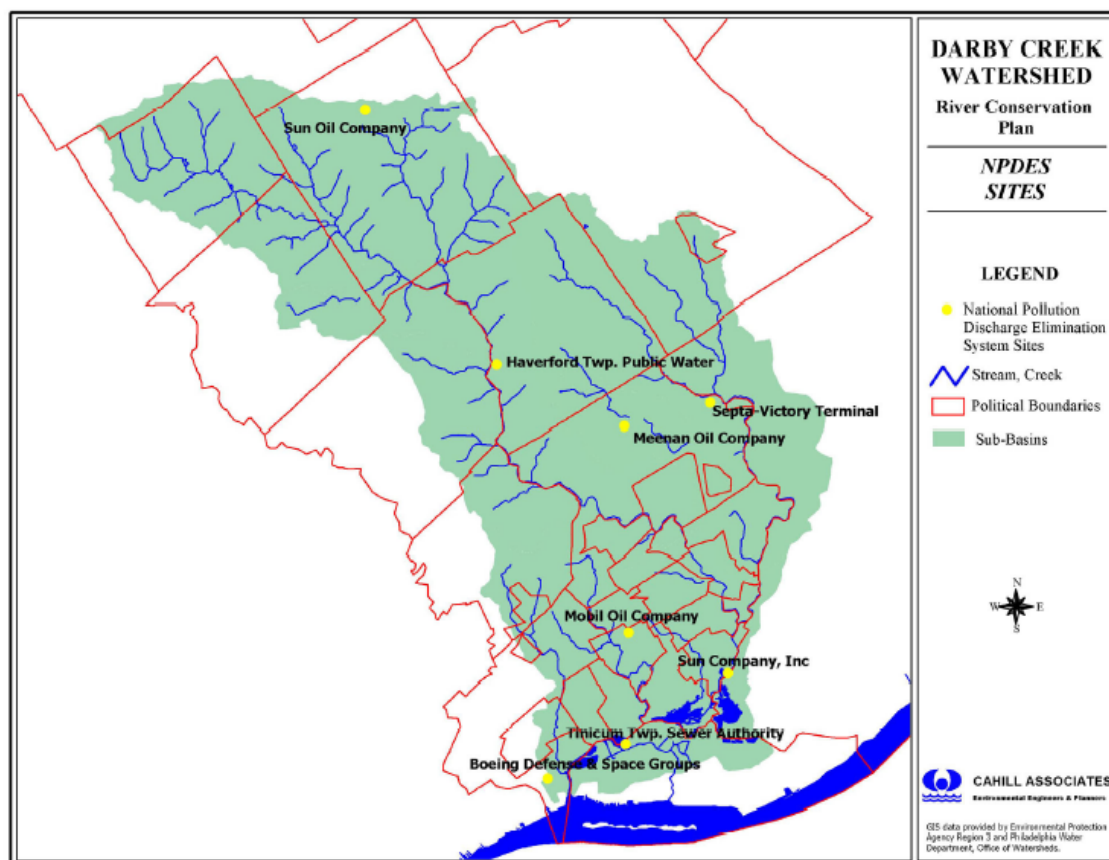 DARBY CREEK
WATERSHED
River Conservation
Plan
NPDES
SITES
LEGEND
National Pollution
Discharge Elimination
System Sites
Stream, Creek
Political Boundaries
Sub-Basins
Sun Oil Company
Haverford Twp. Public Water
Septa-Victory Terminal
Meenan Oil Company
Mobil Oil Company
Sun Company, Inc
Tinicum Twp. Sewer Authority
Boeing Defense & Space Groups
N
W E
S
CAHILL ASSOCIATES
Environmental Engineers & Planners
GIS data provided by Environmental Protection
Agency Region 3 and Philadelphia Water
Department, Office of Watersheds.